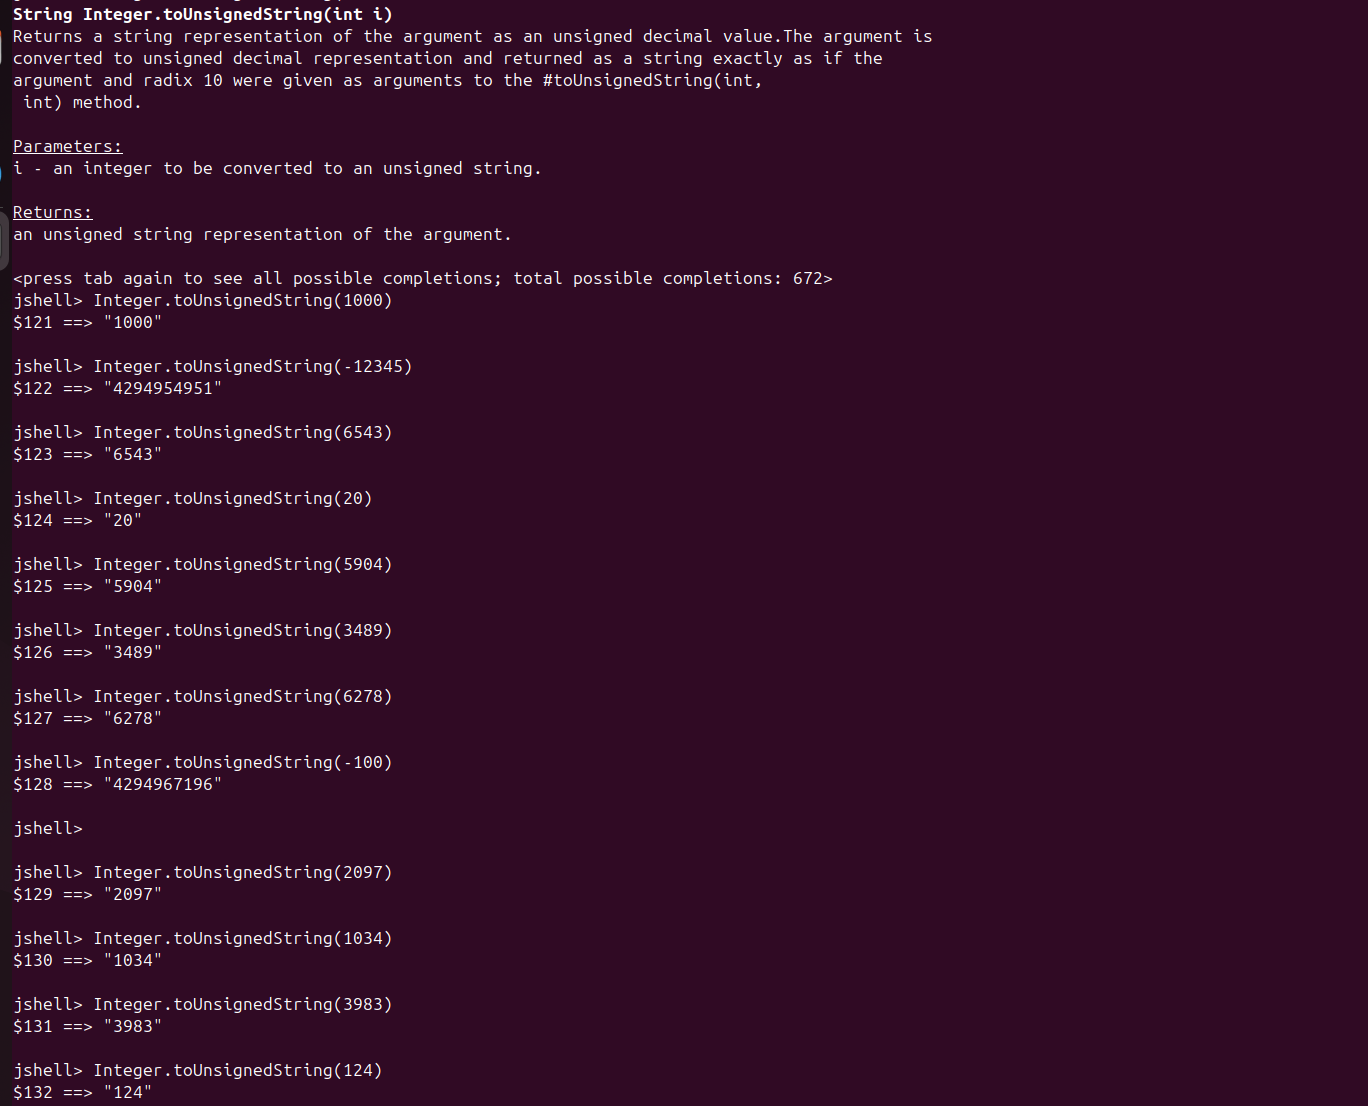 String Integer.toUnsignedString(int i)
Returns a string representation of the argument as an unsigned decimal value.The argument is
converted to unsigned decimal representation and returned as a string exactly as if the
argument and radix 10 were given as arguments to the #toUnsignedString(int,
 int) method.

Parameters:
i - an integer to be converted to an unsigned string.

Returns:
an unsigned string representation of the argument.

<press tab again to see all possible completions; total possible completions: 672>
jshell> Integer.toUnsignedString(1000)
$121 ==> "1000"

jshell> Integer.toUnsignedString(-12345)
$122 ==> "4294954951"

jshell> Integer.toUnsignedString(6543)
$123 ==> "6543"

jshell> Integer.toUnsignedString(20)
$124 ==> "20"

jshell> Integer.toUnsignedString(5904)
$125 ==> "5904"

jshell> Integer.toUnsignedString(3489)
$126 ==> "3489"

jshell> Integer.toUnsignedString(6278)
$127 ==> "6278"

jshell> Integer.toUnsignedString(-100)
$128 ==> "4294967196"

jshell>

jshell> Integer.toUnsignedString(2097)
$129 ==> "2097"

jshell> Integer.toUnsignedString(1034)
$130 ==> "1034"

jshell> Integer.toUnsignedString(3983)
$131 ==> "3983"

jshell> Integer.toUnsignedString(124)
$132 ==> "124"